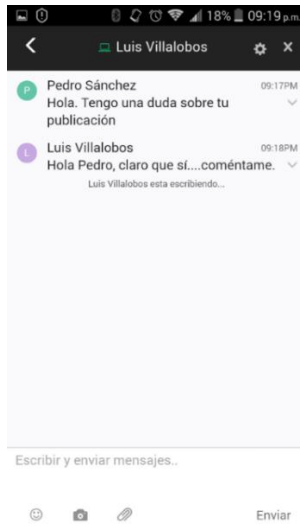 18% 09:19 p.m.
Luis Villalobos
P Pedro Sánchez 09:17PM
Hola. Tengo una duda sobre tu
publicación
L Luis Villalobos 09:18PM
Hola Pedro, claro que sí....coméntame.
Luis Villalobos esta escribiendo...
Escribir y enviar mensajes..
Enviar